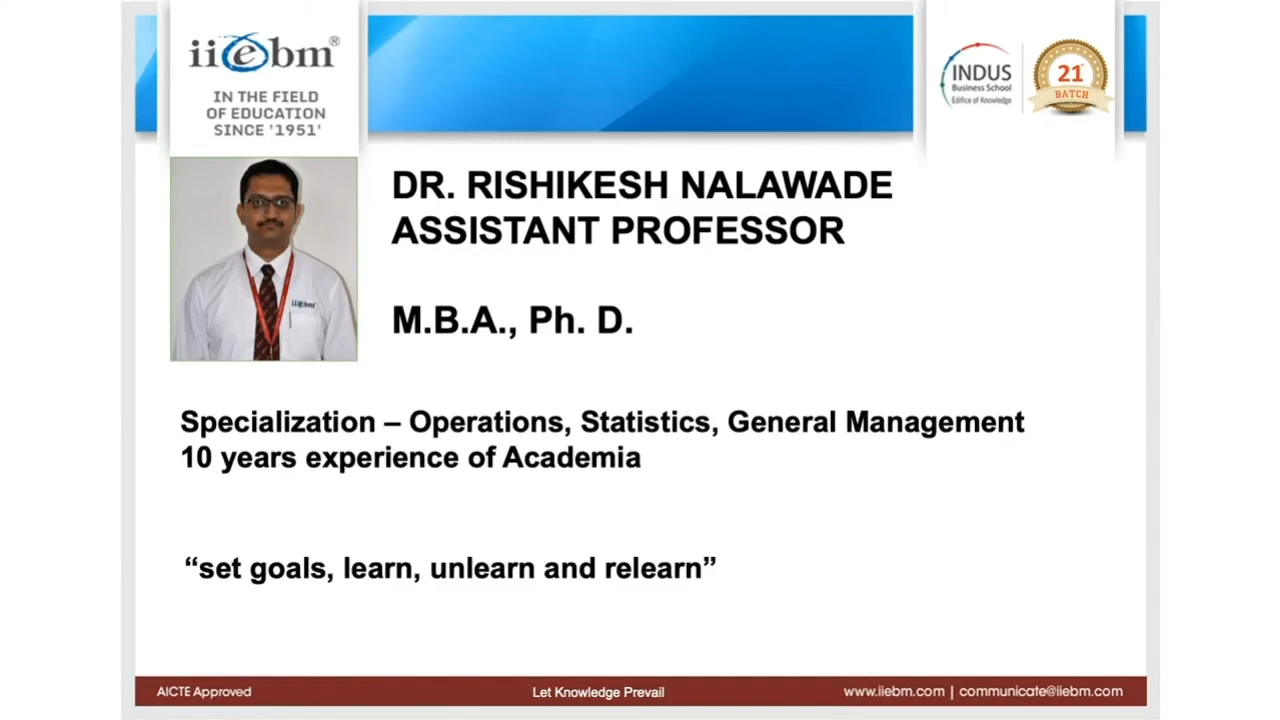 iiebm®
IN THE FIELD
OF EDUCATION
SINCE '1951'
INDUS
Business School
Edifice of Knowledge
21st
BATCH
DR. RISHIKESH NALAWADE
ASSISTANT PROFESSOR
M.B.A., Ph. D.
iiebm
Specialization – Operations, Statistics, General Management
10 years experience of Academia
“set goals, learn, unlearn and relearn”
AICTE Approved
Let Knowledge Prevail
www.iiebm.com | communicate@iiebm.com